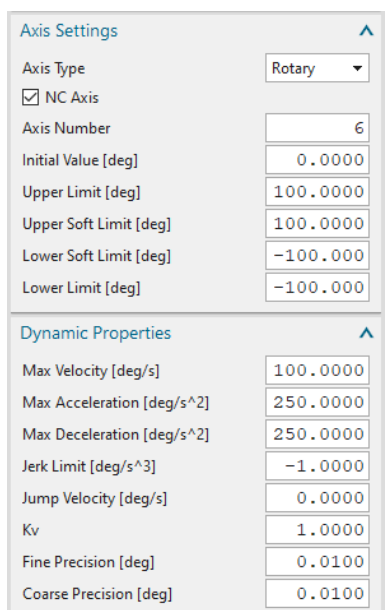 Axis Settings
Axis Type Rotary
NC Axis
Axis Number 6
Initial Value [deg] 0.0000
Upper Limit [deg] 100.0000
Upper Soft Limit [deg] 100.0000
Lower Soft Limit [deg] -100.000
Lower Limit [deg] -100.000
Dynamic Properties
Max Velocity [deg/s] 100.0000
Max Acceleration [deg/s^2] 250.0000
Max Deceleration [deg/s^2] 250.0000
Jerk Limit [deg/s^3] -1.0000
Jump Velocity [deg/s] 0.0000
Kv 1.0000
Fine Precision [deg] 0.0100
Coarse Precision [deg] 0.0100